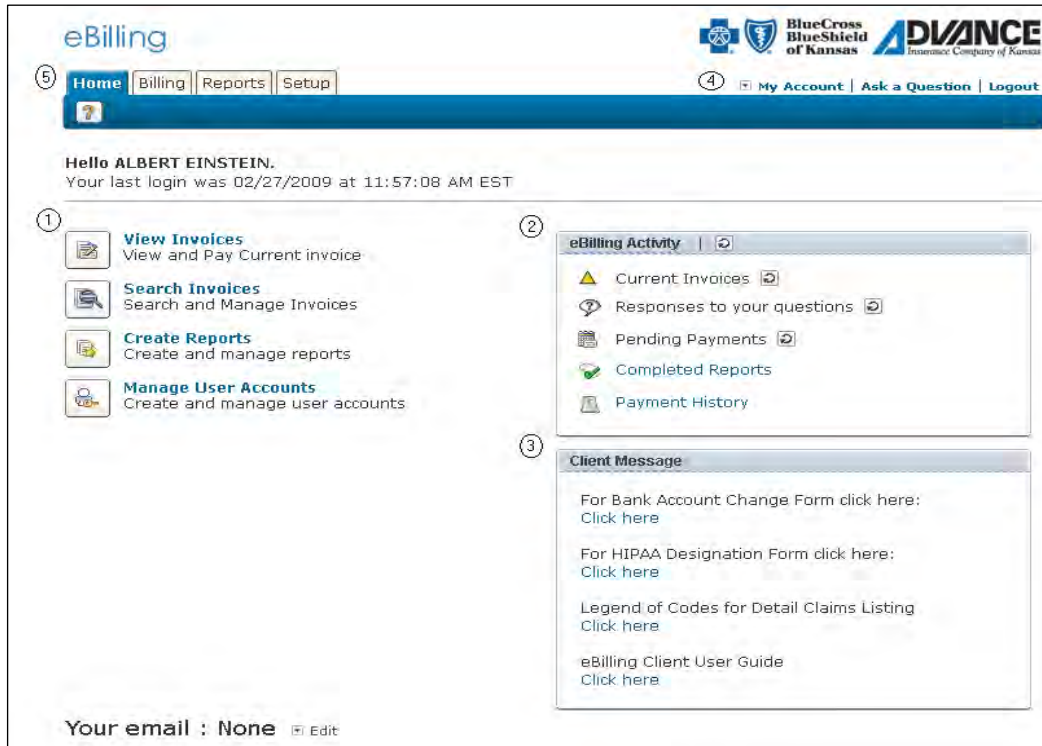 eBilling
BlueCross
BlueShield
of Kansas
ADVANCE
Insurance Company of Kansas
5
Home Billing Reports Setup
4 My Account | Ask a Question | Logout
?
Hello ALBERT EINSTEIN.
Your last login was 02/27/2009 at 11:57:08 AM EST
1
View Invoices
View and Pay Current invoice
Search Invoices
Search and Manage Invoices
Create Reports
Create and manage reports
Manage User Accounts
Create and manage user accounts
2
eBilling Activity |
Current Invoices
? Responses to your questions
Pending Payments
Completed Reports
Payment History
3
Client Message
For Bank Account Change Form click here:
Click here
For HIPAA Designation Form click here:
Click here
Legend of Codes for Detail Claims Listing
Click here
eBilling Client User Guide
Click here
Your email : None Edit